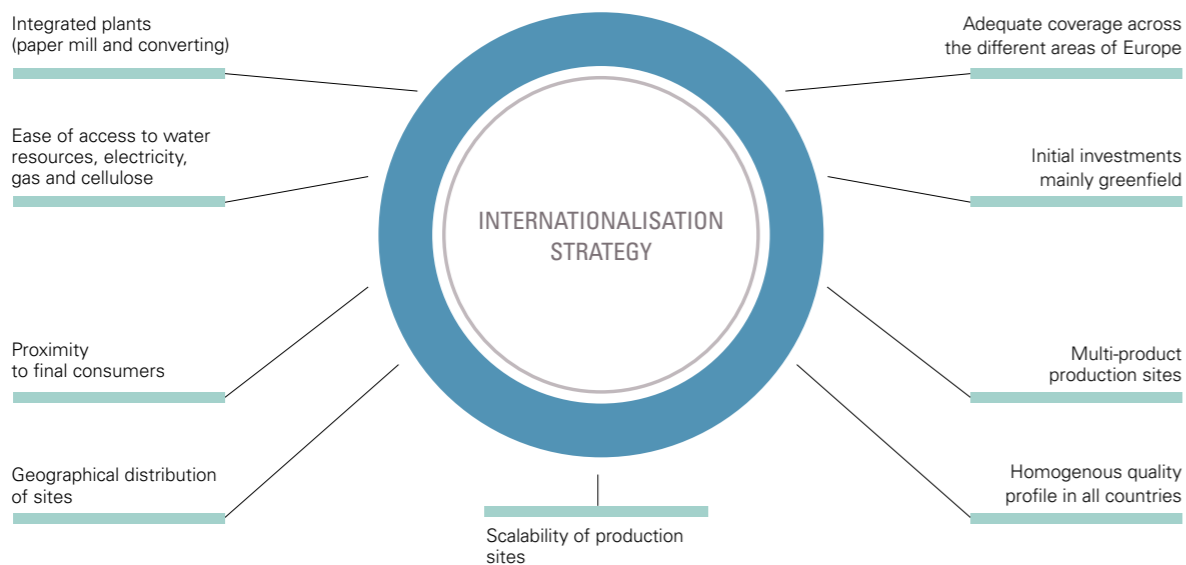 Integrated plants
(paper mill and converting)
Ease of access to water
resources, electricity,
gas and cellulose
Proximity
to final consumers
Geographical distribution
of sites
INTERNATIONALISATION
STRATEGY
Scalability of production
sites
Adequate coverage across
the different areas of Europe
Initial investments
mainly greenfield
Multi-product
production sites
Homogenous quality
profile in all countries